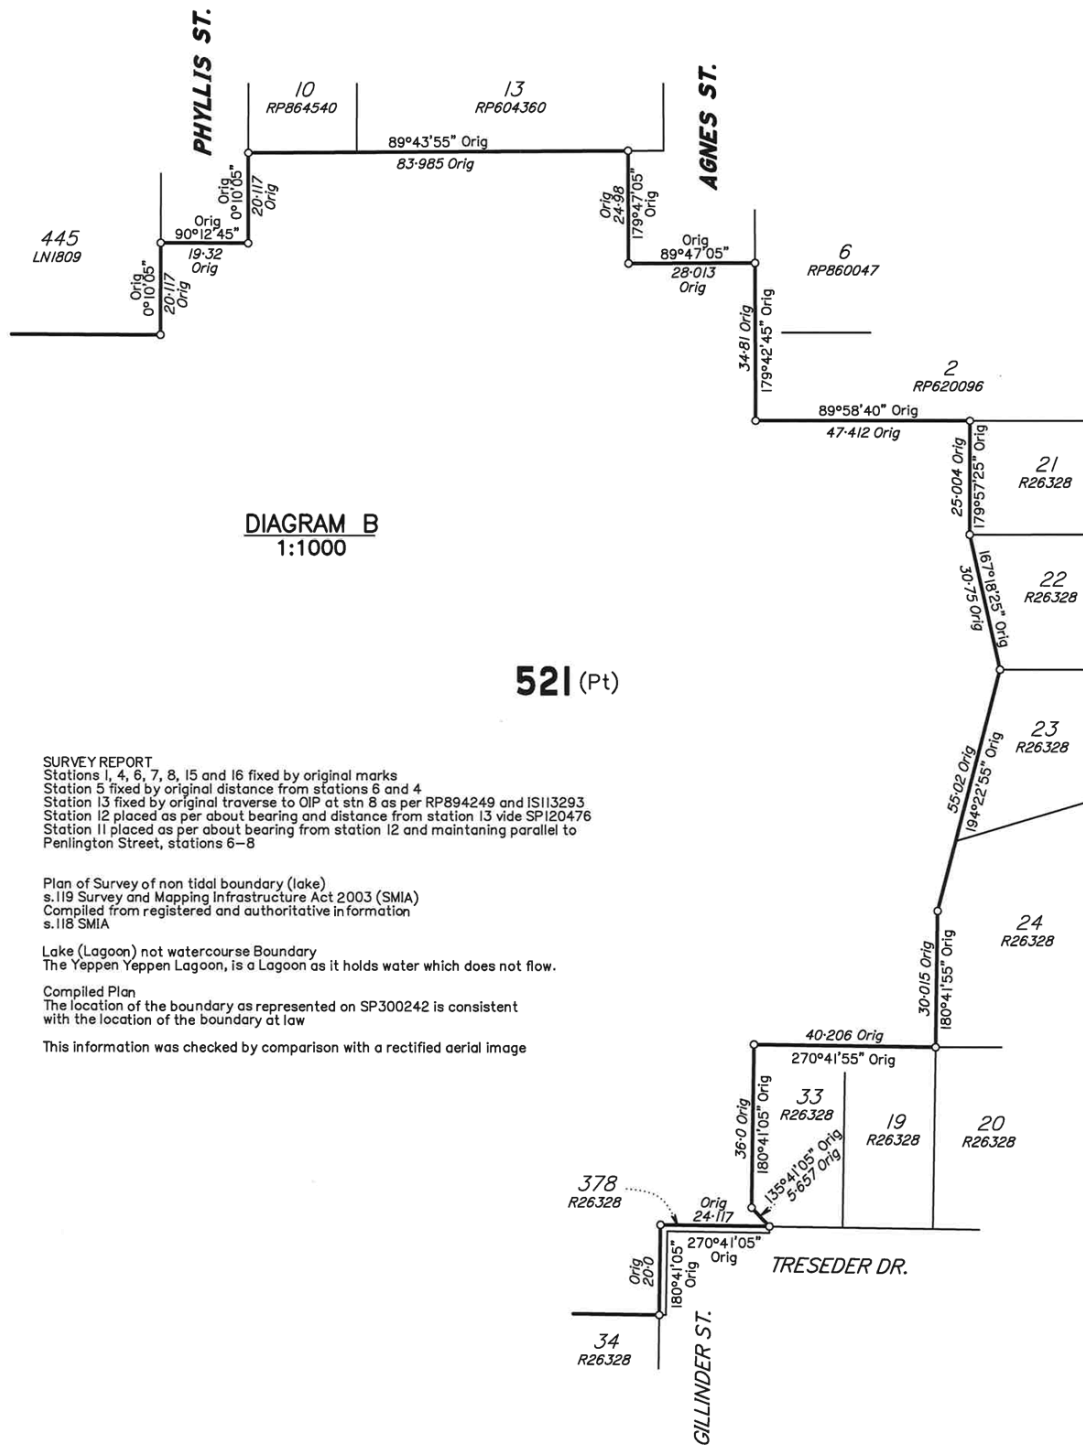 PHYLLIS ST.
10
RP864540
13
RP604360
AGNES ST.
89°43'55" Orig
83·985 Orig
Orig
0°10'05"
20·117
Orig
Orig
24·98
179°47'05"
Orig
445
LN1809
Orig
90°12'45"
19·32
Orig
Orig
89°47'05"
28·013
Orig
6
RP860047
Orig
0°10'05"
20·117
Orig
34·81 Orig
179°42'45" Orig
2
RP620096
89°58'40" Orig
47·412 Orig
25·004 Orig
179°57'25" Orig
21
R26328
DIAGRAM B
1:1000
167°18'25" Orig
30·75 Orig
22
R26328
521 (Pt)
23
R26328
55·02 Orig
194°22'55" Orig
SURVEY REPORT
Stations 1, 4, 6, 7, 8, 15 and 16 fixed by original marks
Station 5 fixed by original distance from stations 6 and 4
Station 13 fixed by original traverse to OIP at stn 8 as per RP894249 and IS113293
Station 12 placed as per about bearing and distance from station 13 vide SP120476
Station 11 placed as per about bearing from station 12 and maintaning parallel to
Penlington Street, stations 6-8
Plan of Survey of non tidal boundary (lake)
s.119 Survey and Mapping Infrastructure Act 2003 (SMIA)
Compiled from registered and authoritative information
s.118 SMIA
Lake (Lagoon) not watercourse Boundary
The Yeppen Yeppen Lagoon, is a Lagoon as it holds water which does not flow.
Compiled Plan
The location of the boundary as represented on SP300242 is consistent
with the location of the boundary at law
This information was checked by comparison with a rectified aerial image
24
R26328
30·015 Orig
180°41'55" Orig
40·206 Orig
270°41'55" Orig
36·0 Orig
180°41'05" Orig
33
R26328
19
R26328
20
R26328
135°41'05" Orig
5·657 Orig
378
R26328
Orig
24·117
270°41'05"
Orig
TRESEDER DR.
Orig
20·0
180°41'05"
Orig
34
R26328
GILLINDER ST.